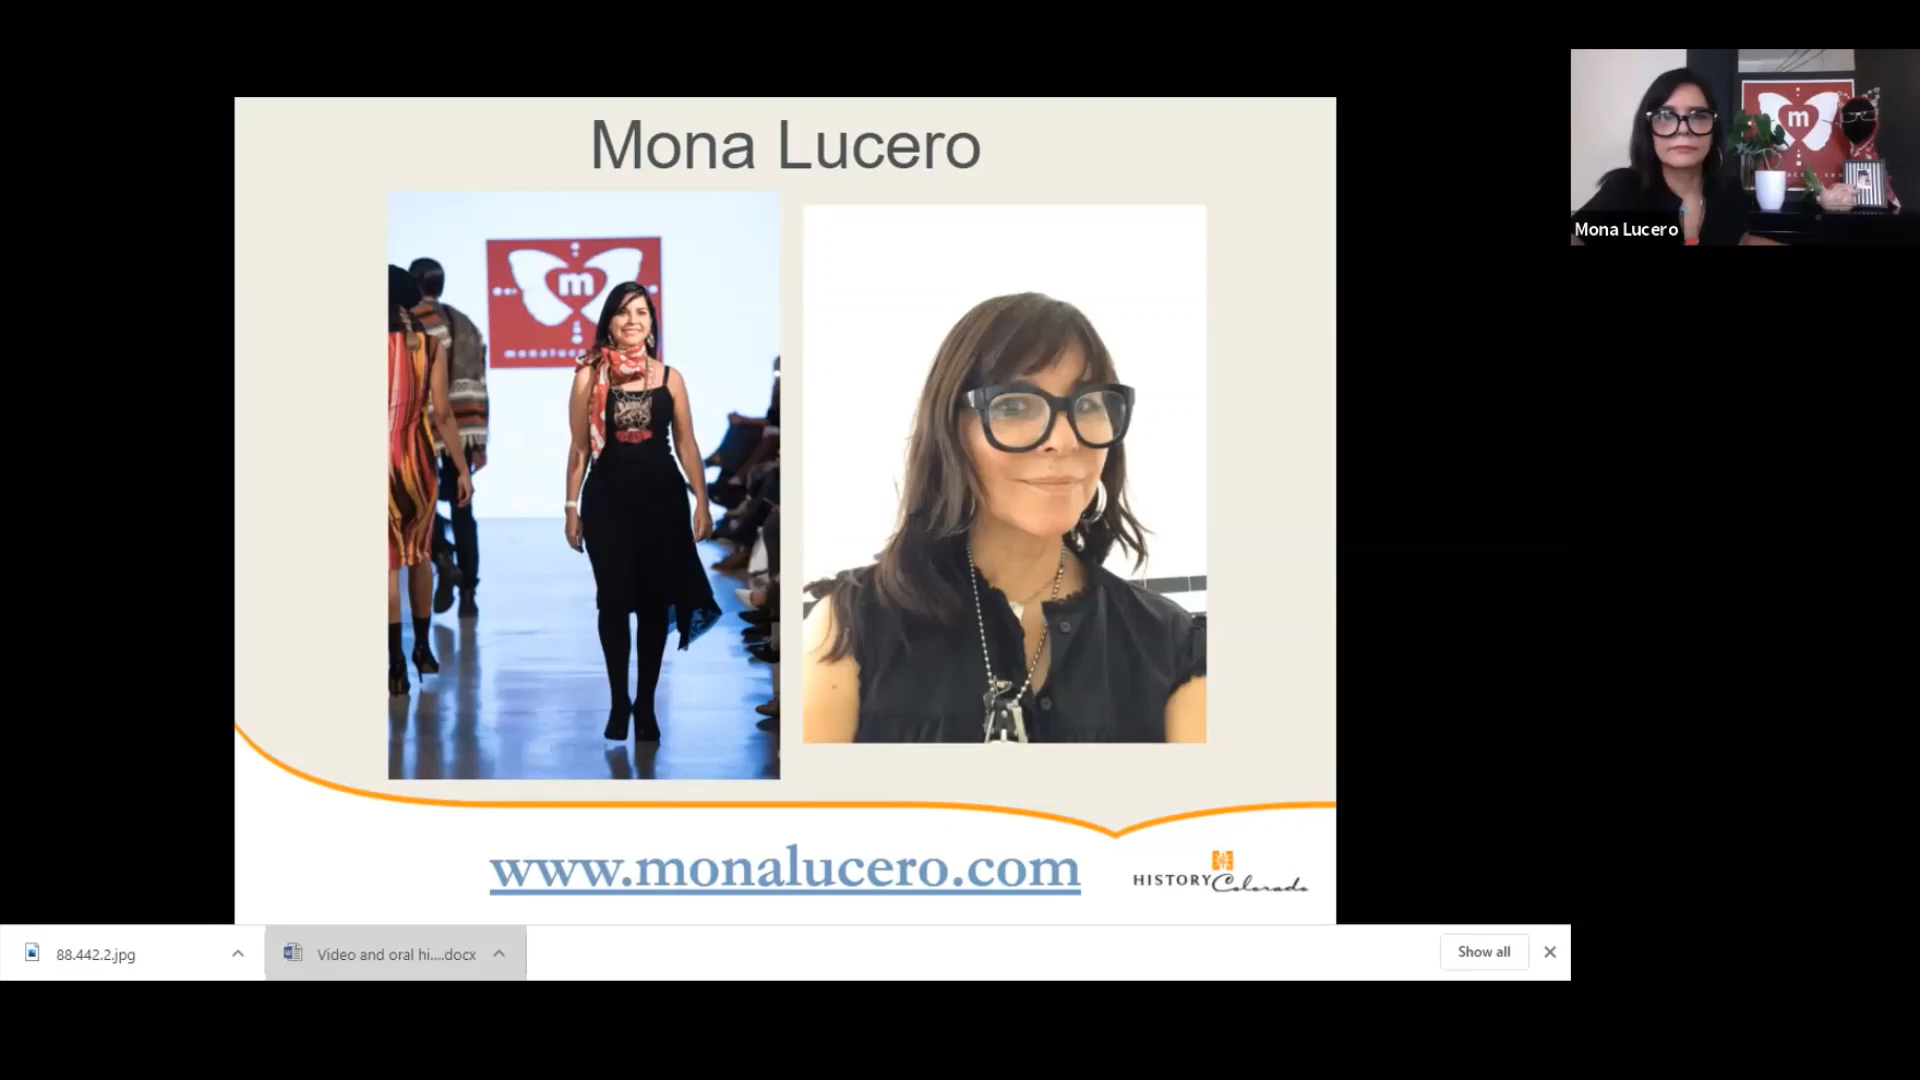 Mona Lucero
m
m
Mona Lucero
www.monalucero.com
HISTORY Colorado
88.442.2.jpg
Video and oral hi....docx
Show all